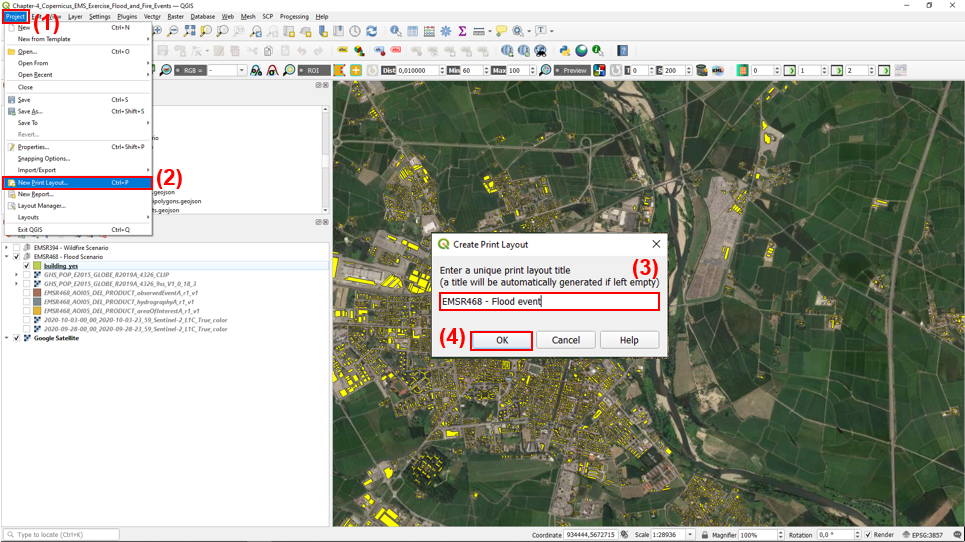 Chapter-4_Copernicus_EMS_Exercise_Flood_and_Fire_Events — QGIS
Project Layer Settings Plugins Vector Raster Database Web Mesh SCP Processing Help
(1)
New Ctrl+N
New from Template
Open... Ctrl+O
Open From
Open Recent
Close
Save Ctrl+S
Save As... Ctrl+Shift+S
Save To
Revert...
Properties... Ctrl+Shift+P
Snapping Options...
Import/Export
New Print Layout... Ctrl+P
(2)
New Report...
Layout Manager...
Layouts
Exit QGIS Ctrl+Q
RGB = - ROI Dist 0,010000 Min 60 Max 100 Preview T 0 S 200 KML 0 1 2
.geojson
ipolygons.geojson
ts.geojson
EMSR394 - Wildfire Scenario
EMSR468 - Flood Scenario
building_yes
GHS_POP_E2015_GLOBE_R2019A_4326_CLIP
GHS_POP_E2015_GLOBE_R2019A_4326_9ss_V1_0_18_3
EMSR468_AOI05_DEL_PRODUCT_observedEventA_r1_v1
EMSR468_AOI05_DEL_PRODUCT_hydrographyA_r1_v1
EMSR468_AOI05_DEL_PRODUCT_areaOfInterestA_r1_v1
2020-10-03-00_00_2020-10-03-23_59_Sentinel-2_L1C_True_color
2020-09-28-00_00_2020-09-28-23_59_Sentinel-2_L1C_True_color
Google Satellite
Create Print Layout
Enter a unique print layout title
(3)
(a title will be automatically generated if left empty)
EMSR468 - Flood event
(4)
OK Cancel Help
Type to locate (Ctrl+K)
Coordinate 934444,5672715 Scale 1:28936 Magnifier 100% Rotation 0,0° Render EPSG:3857